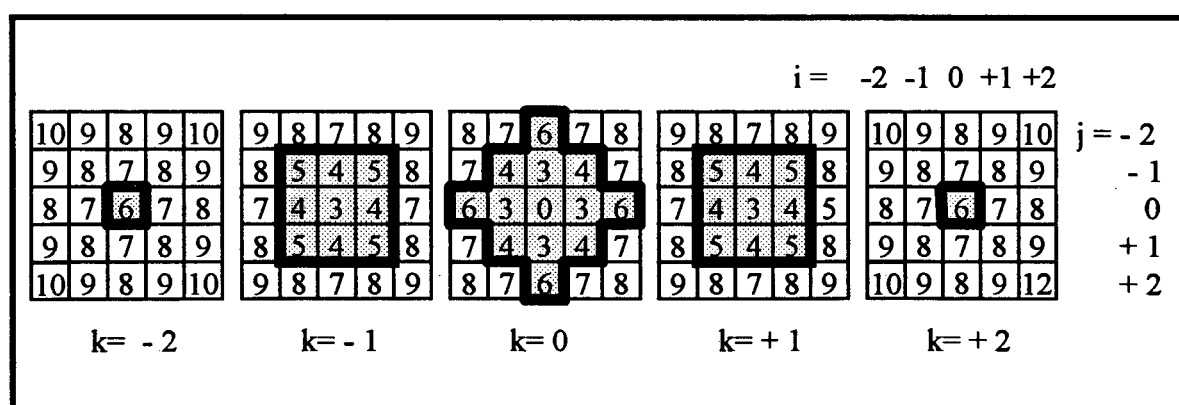 i = -2 -1 0 +1 +2
10 9 8 9 10 9 8 7 8 9 8 7 6 7 8 9 8 7 8 9 10 9 8 9 10 j = - 2
9 8 7 8 9 8 5 4 5 8 7 4 3 4 7 8 5 4 5 8 9 8 7 8 9 - 1
8 7 6 7 8 7 4 3 4 7 6 3 0 3 6 7 4 3 4 5 8 7 6 7 8 0
9 8 7 8 9 8 5 4 5 8 7 4 3 4 7 8 5 4 5 8 9 8 7 8 9 + 1
10 9 8 9 10 9 8 7 8 9 8 7 6 7 8 9 8 7 8 9 10 9 8 9 12 + 2
k= - 2 k= - 1 k= 0 k= + 1 k= + 2